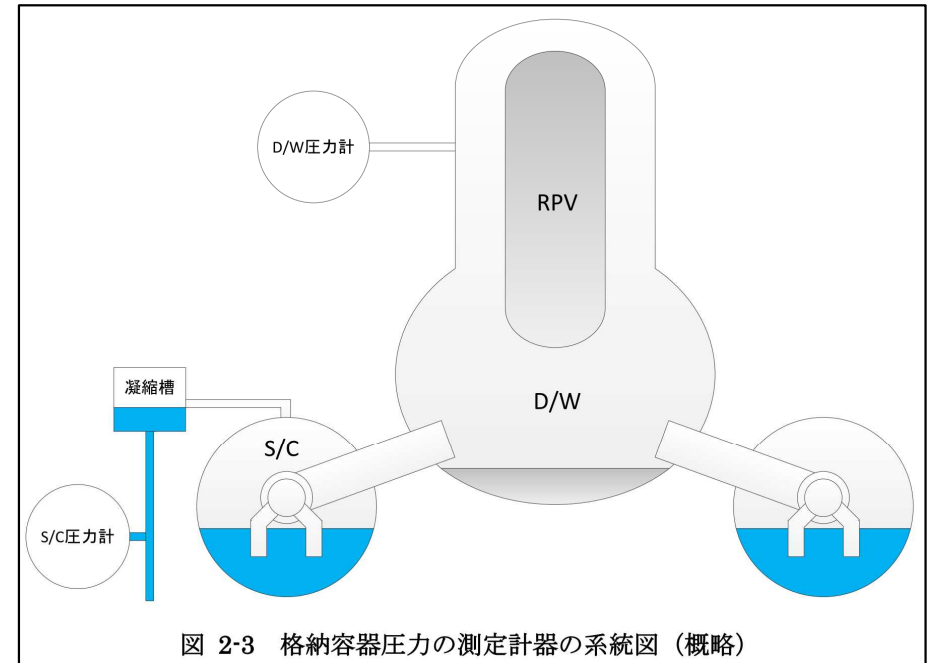 D/W圧力計
RPV
凝縮槽
D/W
S/C
S/C圧力計
図 2-3 格納容器圧力の測定計器の系統図（概略）